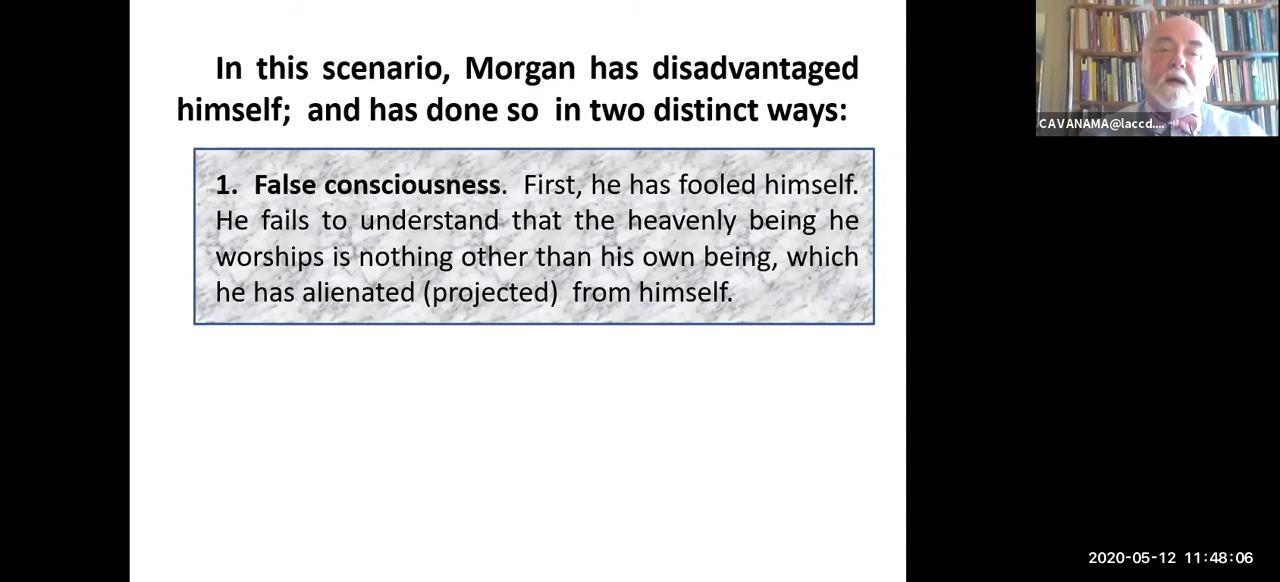 In this scenario, Morgan has disadvantaged
himself; and has done so in two distinct ways:
1. False consciousness. First, he has fooled himself.
He fails to understand that the heavenly being he
worships is nothing other than his own being, which
he has alienated (projected) from himself.
CAVANAMA@laccd....
2020-05-12 11:48:06